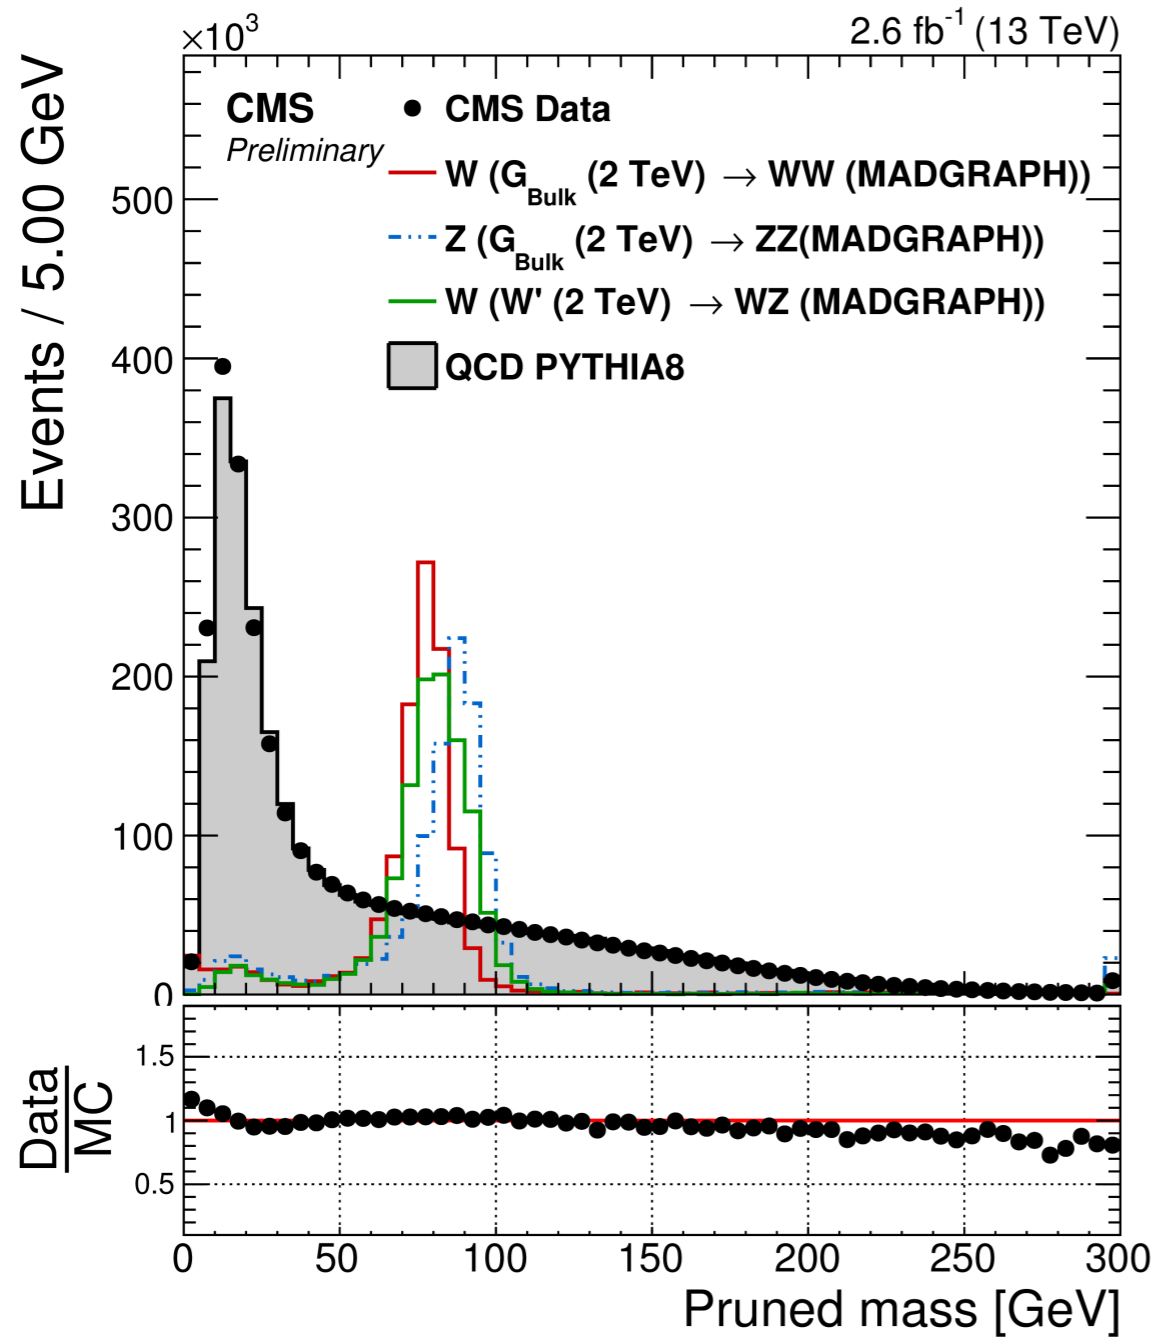 ×10³
2.6 fb⁻¹ (13 TeV)
Events / 5.00 GeV
CMS
Preliminary
CMS Data
W (G_Bulk (2 TeV) → WW (MADGRAPH))
Z (G_Bulk (2 TeV) → ZZ(MADGRAPH))
W (W' (2 TeV) → WZ (MADGRAPH))
QCD PYTHIA8
500
400
300
200
100
0
Data
MC
1.5
1
0.5
0 50 100 150 200 250 300
Pruned mass [GeV]